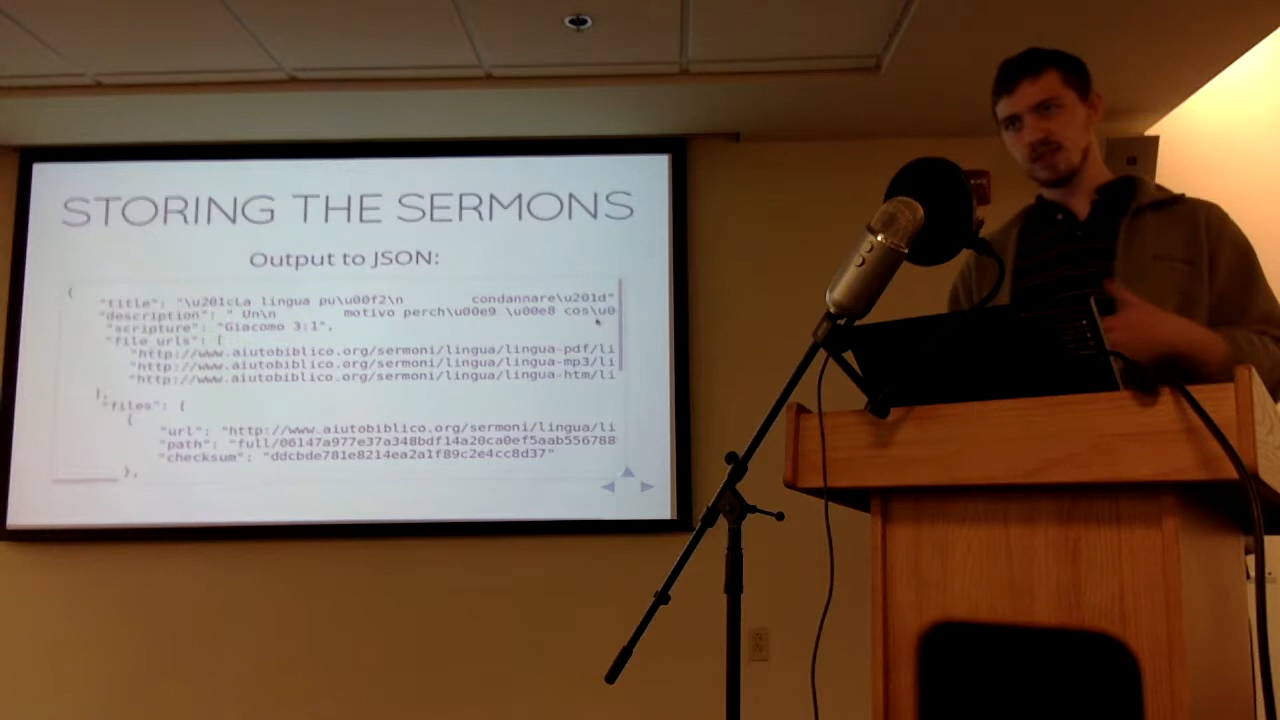 STORING THE SERMONS
Output to JSON:
{
"title": "\u201cLa lingua pu\u00f2\n condannare\u201d"
"description": " Un\n motivo perch\u00e9 \u00e8 cos\u0
"scripture": "Giacomo 3:1",
"file_urls": [
"http://www.aiutobiblico.org/sermoni/lingua/lingua-pdf/li
"http://www.aiutobiblico.org/sermoni/lingua/lingua-mp3/li
"http://www.aiutobiblico.org/sermoni/lingua/lingua-htm/li
],
"files": [
{
"url": "http://www.aiutobiblico.org/sermoni/lingua/li
"path": "full/06147a977e37a348bdf14a20ca0ef5aab556788
"checksum": "ddcbde781e8214ea2a1f89c2e4cc8d37"
},